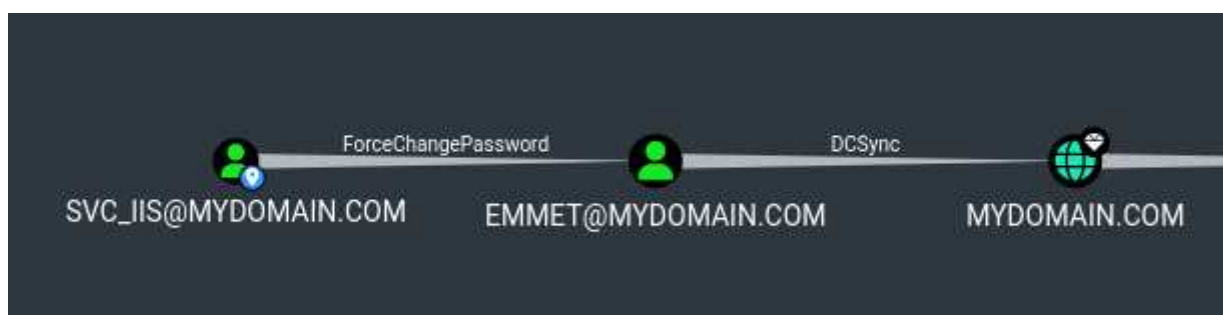 ForceChangePassword
DCSync
SVC_IIS@MYDOMAIN.COM
EMMET@MYDOMAIN.COM
MYDOMAIN.COM